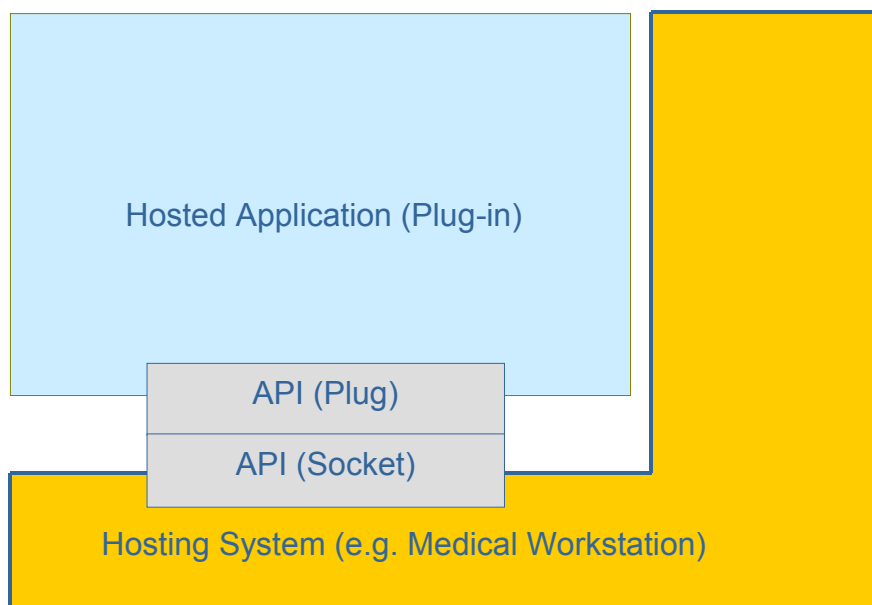 Hosted Application (Plug-in)
API (Plug)
API (Socket)
Hosting System (e.g. Medical Workstation)